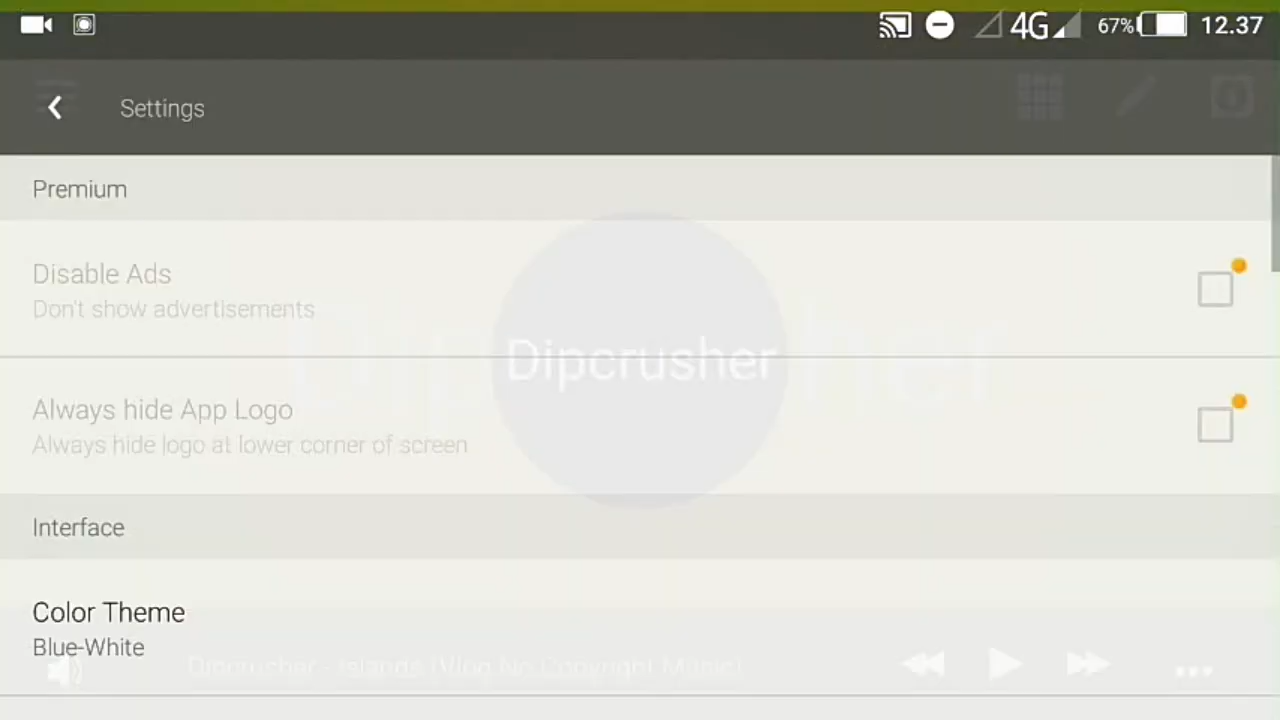 4G 67% 12.37
Settings
Premium
Disable Ads
Don't show advertisements
Dipcrusher
Always hide App Logo
Always hide logo at lower corner of screen
Interface
Color Theme
Blue-White
Dipcrusher - Islands (Vlog No Copyright Music)